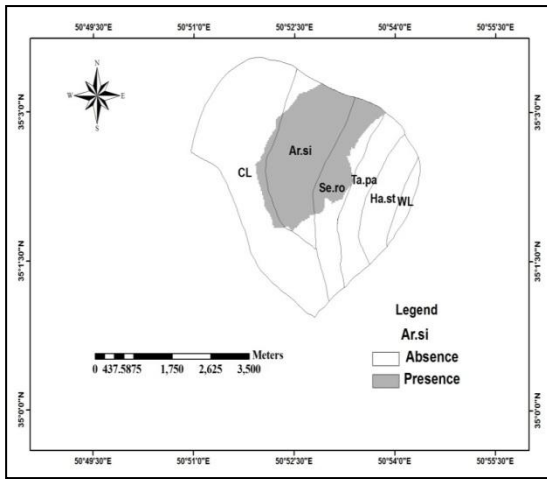 50°49'30"E 50°51'0"E 50°52'30"E 50°54'0"E 50°55'30"E
N
W E
S
35°3'0"N 35°3'0"N
Ar.si
CL
Se.ro
Ta.pa
Ha.st WL
35°1'30"N 35°1'30"N
Legend
Ar.si
Absence
Presence
Meters
0 437.5875 1,750 2,625 3,500
35°0'0"N 35°0'0"N
50°49'30"E 50°51'0"E 50°52'30"E 50°54'0"E 50°55'30"E